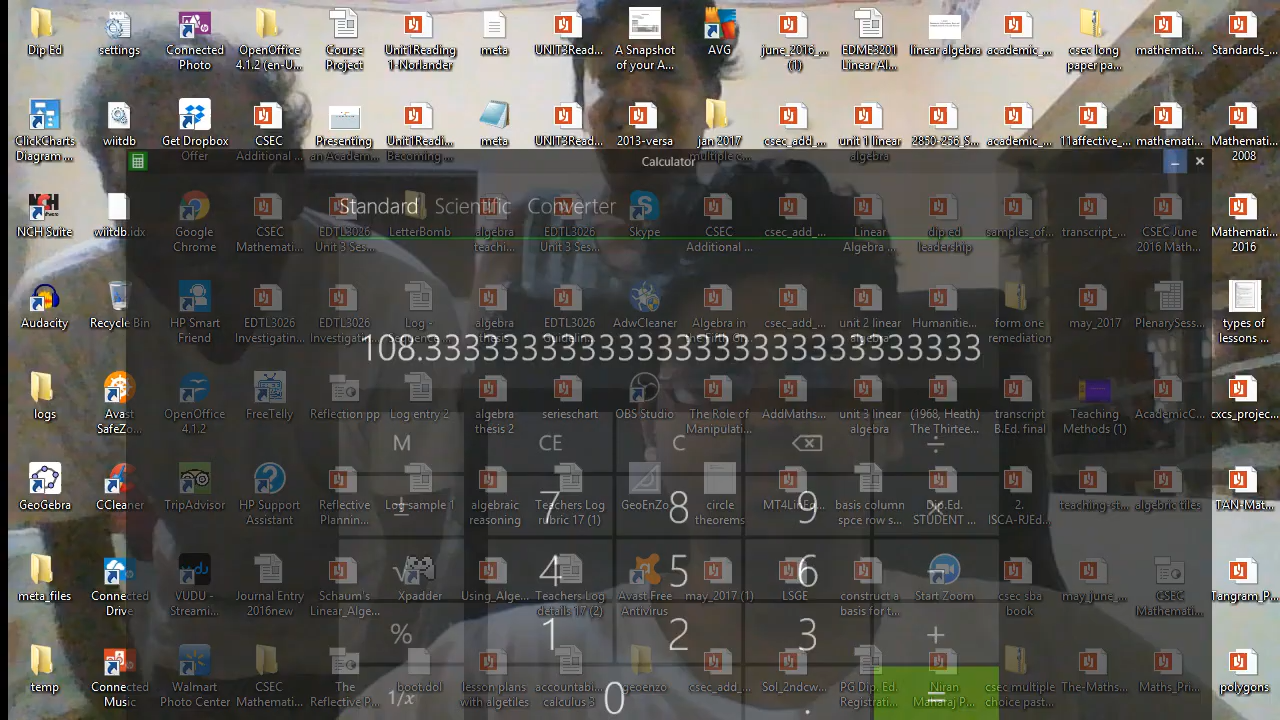 Dip Ed
settings
Connected
Photo
OpenOffice
4.1.2 (en-U...
Course
Project
Unit1Reading
1-Norlander
meta
UNIT3Read...
A Snapshot
of your A...
AVG
june_2016_...
(1)
EDME3201
Linear Al...
linear algebra
academic_...
csec long
paper pa...
mathemati...
Standards_...
ClickCharts
Diagram ...
wiitdb
Get Dropbox
Offer
CSEC
Additional ...
Presenting
an Academ...
Unit1Reading
Becoming ...
meta
UNIT3Read...
2013-versa
jan 2017
multiple c...
csec_add_...
unit 1 linear
algebra
2850-256_S...
academic_...
11affective_...
mathemati...
Mathemati...
2008
Calculator
NCH Suite
wiitdb.idx
Google
Chrome
CSEC
Mathemati...
EDTL3026
Unit 3 Ses...
LetterBomb
algebra
teachi...
EDTL3026
Unit 3 Ses...
Skype
CSEC
Additional ...
csec_add_...
Linear
Algebra ...
dip ed
leadership
samples_of...
transcript_...
CSEC June
2016 Math...
Mathemati...
2016
Standard Scientific Converter
Audacity
Recycle Bin
HP Smart
Friend
EDTL3026
Investigatin...
EDTL3026
Investigatin...
Log -
algebra
thesis
EDTL3026
Guidelin...
AdwCleaner
Algebra in
csec_add_...
unit 2 linear
algebra
Humanitie...
form one
remediation
may_2017
PlenarySess...
types of
lessons ...
108.33333333333333333333333333333
logs
Avast
SafeZo...
OpenOffice
4.1.2
FreeTelly
Reflection pp
Log entry 2
algebra
thesis 2
serieschart
OBS Studio
The Role of
Manipulati...
AddMaths...
unit 3 linear
algebra
(1968, Heath)
The Thirtee...
transcript
B.Ed. final
Teaching
Methods (1)
AcademicC...
cxcs_projec...
M CE C ÷
GeoGebra
CCleaner
TripAdvisor
HP Support
Assistant
Reflective
Plannin...
Log sample 1
algebraic
reasoning
Teachers Log
rubric 17 (1)
GeoEnZo
circle
theorems
MT4LinEq...
basis column
spce row s...
Dip.Ed.
STUDENT ...
2.
ISCA-RJEd...
teaching st...
algebric tiles
TAN-Mat...
± 7 8 9 ×
meta_files
Connected
Drive
VUDU -
Streami...
Journal Entry
2016new
Schaum's
Linear_Alge...
Xpadder
Using_Alge...
Teachers Log
details 17 (2)
Avast Free
Antivirus
may_2017 (1)
LSGE
construct a
basis for t...
Start Zoom
csec sba
book
may_june_...
CSEC
Mathemati...
Tangram_P...
√ 4 5 6 −
% 1 2 3 +
temp
Connected
Music
Walmart
Photo Center
CSEC
Mathemati...
The
Reflective P...
boot.dol
lesson plans
with algetiles
accountabi...
calculus 3
geoenzo
csec_add_...
Sol_2ndcw...
PG Dip. Ed.
Registrati...
Niran
Maharaj P...
csec multiple
choice past...
The-Maths...
Maths_Pri...
polygons
1/x 0 . =